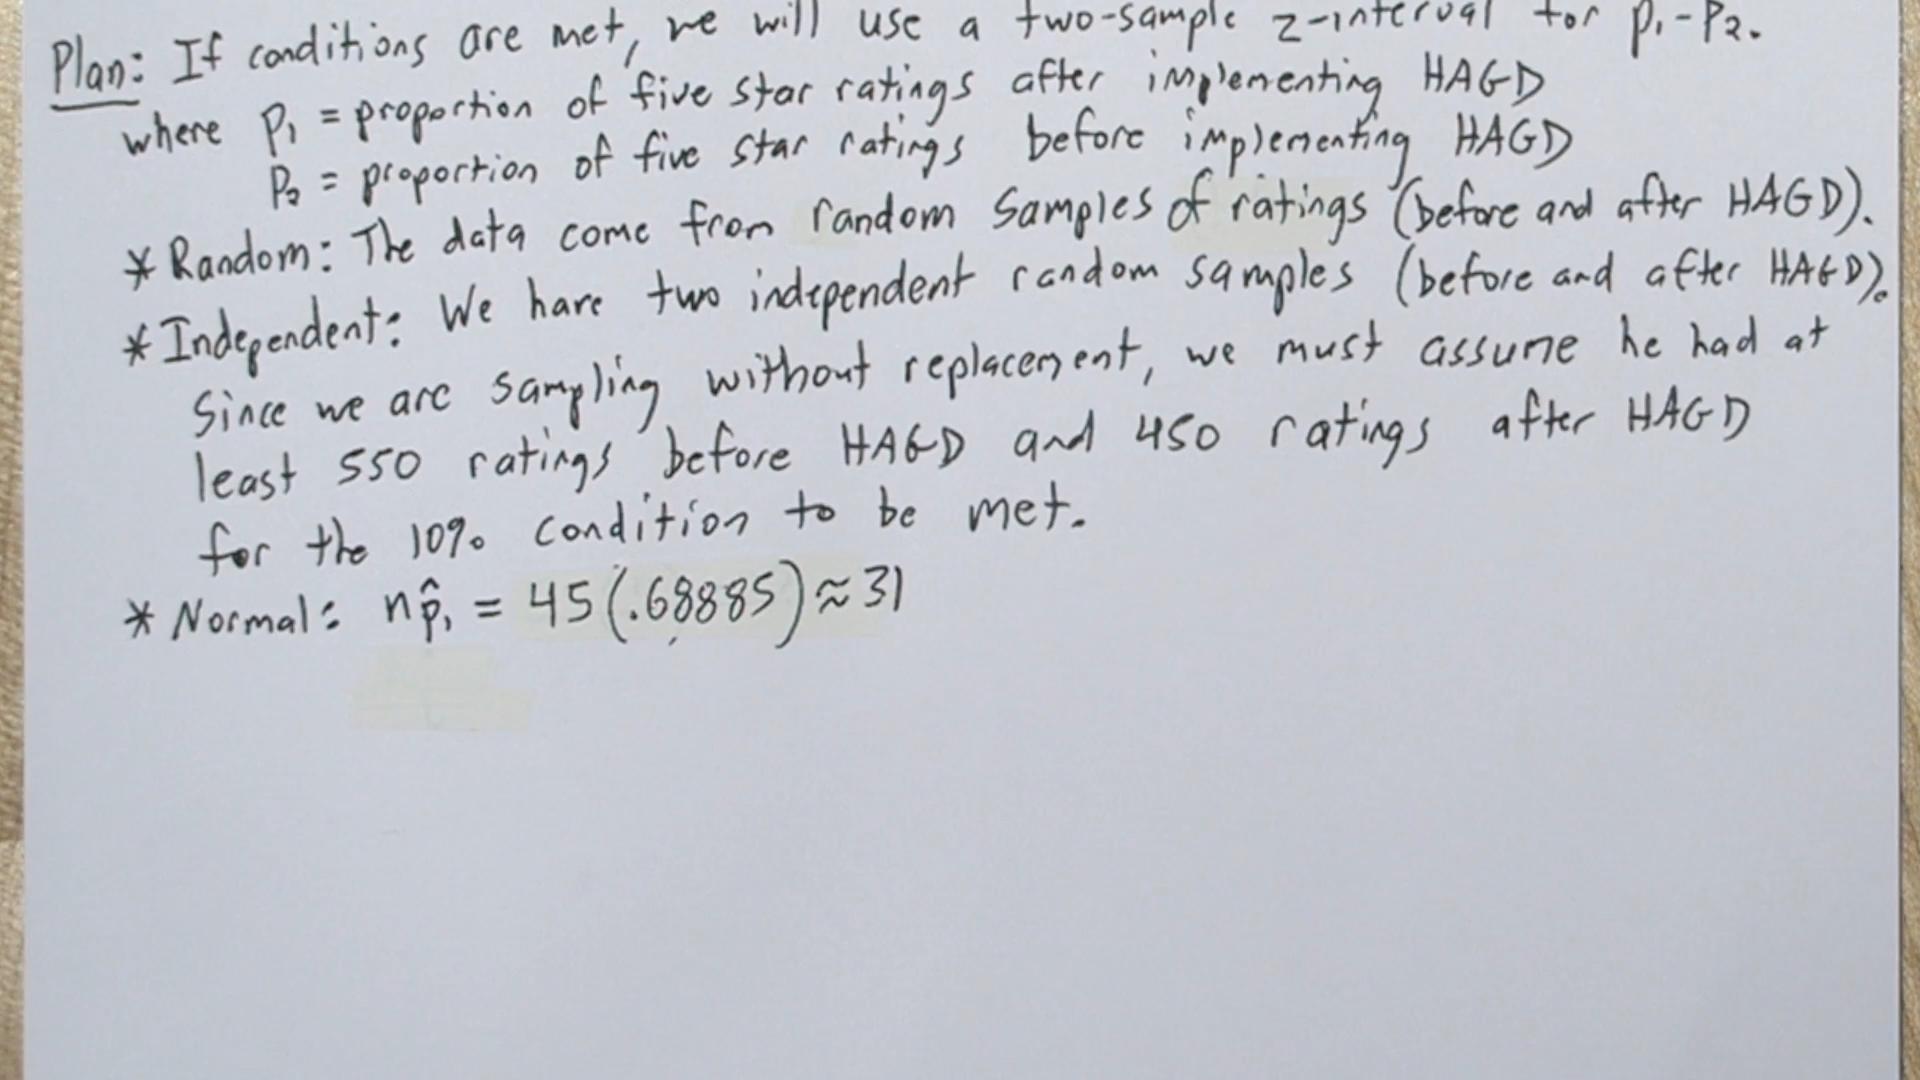 Plan: If conditions are met, we will use a two-sample z-interval for p₁-p₂.
where p₁ = proportion of five star ratings after implementing HAGD
p₂ = proportion of five star ratings before implementing HAGD
* Random: The data come from random samples of ratings (before and after HAGD).
* Independent: We have two independent random samples (before and after HAGD).
Since we are sampling without replacement, we must assume he had at
least 550 ratings before HAGD and 450 ratings after HAGD
for the 10% condition to be met.
* Normal: np̂₁ = 45(.68885) ≈ 31